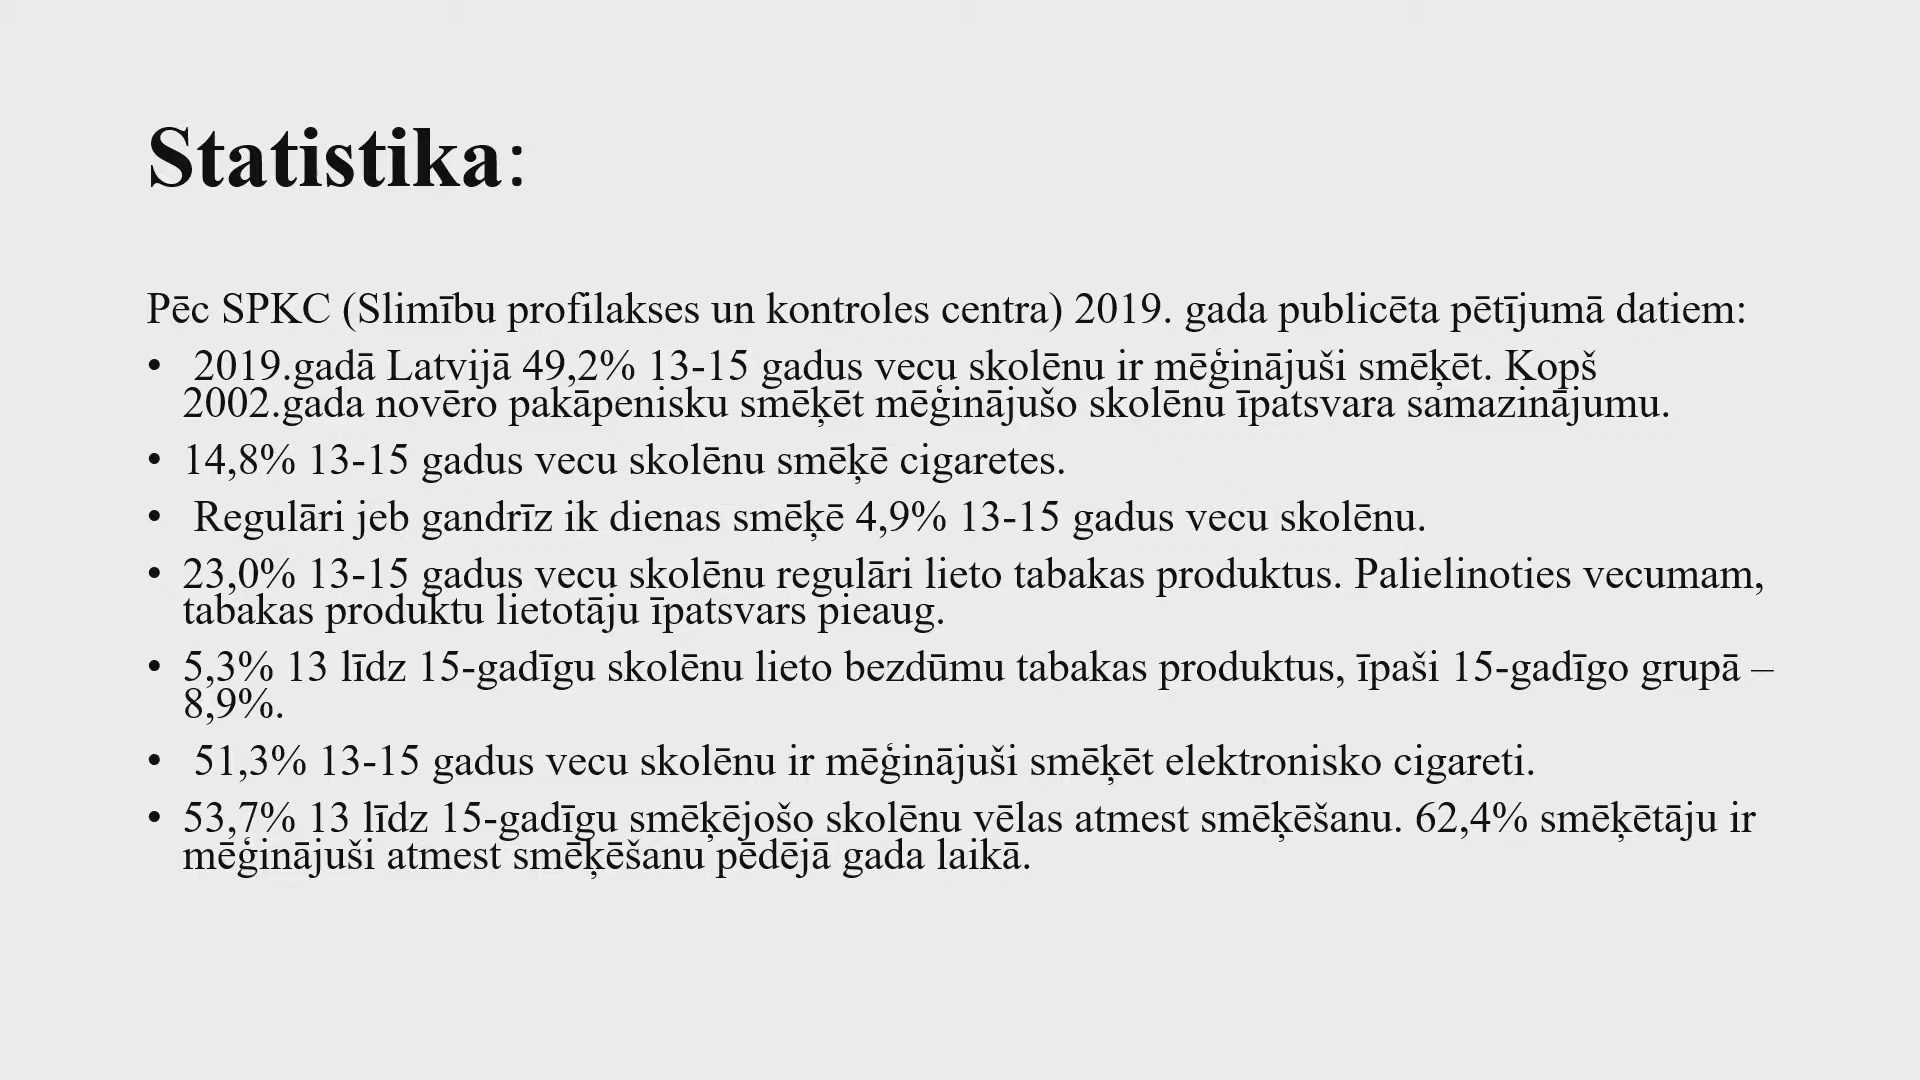 Statistika:
Pēc SPKC (Slimību profilakses un kontroles centra) 2019. gada publicēta pētījumā datiem:
• 2019.gadā Latvijā 49,2% 13-15 gadus vecu skolēnu ir mēģinājuši smēķēt. Kopš
2002.gada novēro pakāpenisku smēķēt mēģinājušo skolēnu īpatsvara samazinājumu.
• 14,8% 13-15 gadus vecu skolēnu smēķē cigaretes.
• Regulāri jeb gandrīz ik dienas smēķē 4,9% 13-15 gadus vecu skolēnu.
• 23,0% 13-15 gadus vecu skolēnu regulāri lieto tabakas produktus. Palielinoties vecumam,
tabakas produktu lietotāju īpatsvars pieaug.
• 5,3% 13 līdz 15-gadīgu skolēnu lieto bezdūmu tabakas produktus, īpaši 15-gadīgo grupā –
8,9%.
• 51,3% 13-15 gadus vecu skolēnu ir mēģinājuši smēķēt elektronisko cigareti.
• 53,7% 13 līdz 15-gadīgu smēķējošo skolēnu vēlas atmest smēķēšanu. 62,4% smēķētāju ir
mēģinājuši atmest smēķēšanu pēdējā gada laikā.